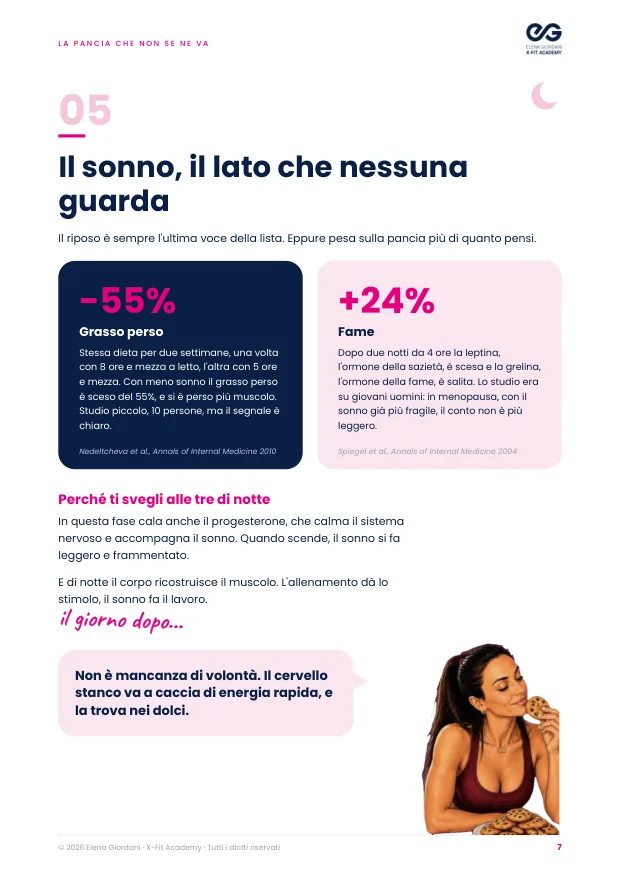 LA PANCIA CHE NON SE NE VA
ELENA GIORDANI
X-FIT ACADEMY
05
Il sonno, il lato che nessuna
guarda
Il riposo è sempre l'ultima voce della lista. Eppure pesa sulla pancia più di quanto pensi.
-55%
Grasso perso
Stessa dieta per due settimane, una volta
con 8 ore e mezza a letto, l'altra con 5 ore
e mezza. Con meno sonno il grasso perso
è sceso del 55%, e si è perso più muscolo.
Studio piccolo, 10 persone, ma il segnale è
chiaro.
Nedeltcheva et al., Annals of Internal Medicine 2010
+24%
Fame
Dopo due notti da 4 ore la leptina,
l'ormone della sazietà, è scesa e la grelina,
l'ormone della fame, è salita. Lo studio era
su giovani uomini: in menopausa, con il
sonno già più fragile, il conto non è più
leggero.
Spiegel et al., Annals of Internal Medicine 2004
Perché ti svegli alle tre di notte
In questa fase cala anche il progesterone, che calma il sistema
nervoso e accompagna il sonno. Quando scende, il sonno si fa
leggero e frammentato.
E di notte il corpo ricostruisce il muscolo. L'allenamento dà lo
stimolo, il sonno fa il lavoro.
il giorno dopo...
Non è mancanza di volontà. Il cervello
stanco va a caccia di energia rapida, e
la trova nei dolci.
© 2026 Elena Giordani · X-Fit Academy · Tutti i diritti riservati
7